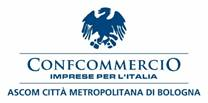 CONFCOMMERCIO
IMPRESE PER L'ITALIA
ASCOM CITTÀ METROPOLITANA DI BOLOGNA